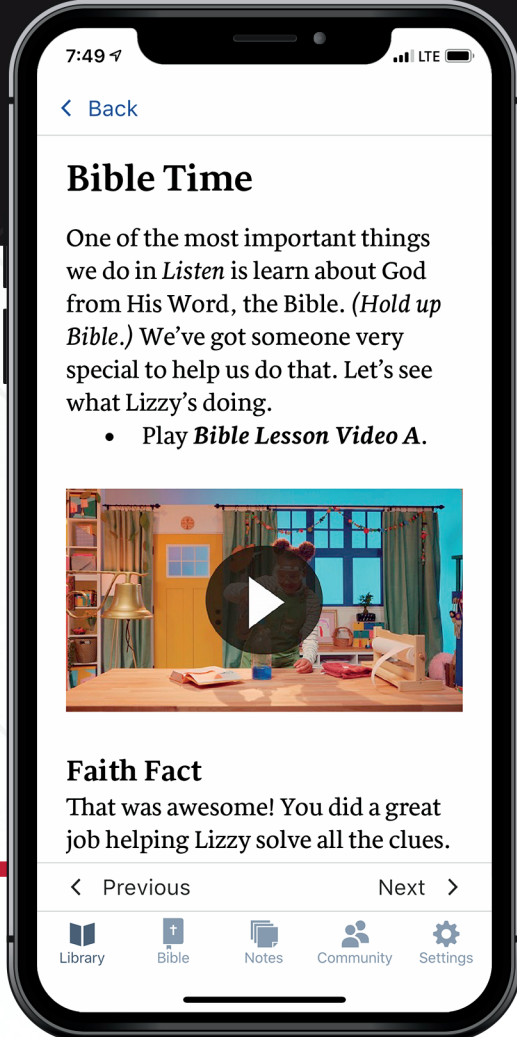 7:49
LTE
Back
Bible Time
One of the most important things
we do in Listen is learn about God
from His Word, the Bible. (Hold up
Bible.) We’ve got someone very
special to help us do that. Let’s see
what Lizzy’s doing.
• Play Bible Lesson Video A.
Faith Fact
That was awesome! You did a great
job helping Lizzy solve all the clues.
Previous Next
Library Bible Notes Community Settings